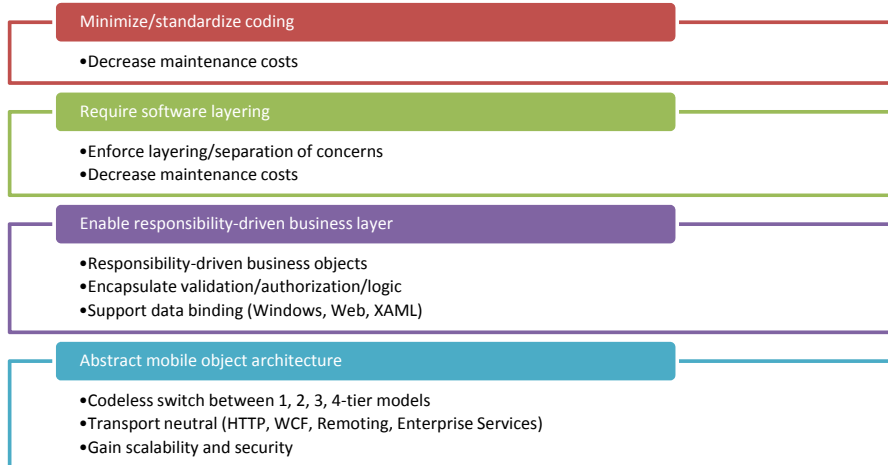 Minimize/standardize coding
•Decrease maintenance costs
Require software layering
•Enforce layering/separation of concerns
•Decrease maintenance costs
Enable responsibility-driven business layer
•Responsibility-driven business objects
•Encapsulate validation/authorization/logic
•Support data binding (Windows, Web, XAML)
Abstract mobile object architecture
•Codeless switch between 1, 2, 3, 4-tier models
•Transport neutral (HTTP, WCF, Remoting, Enterprise Services)
•Gain scalability and security